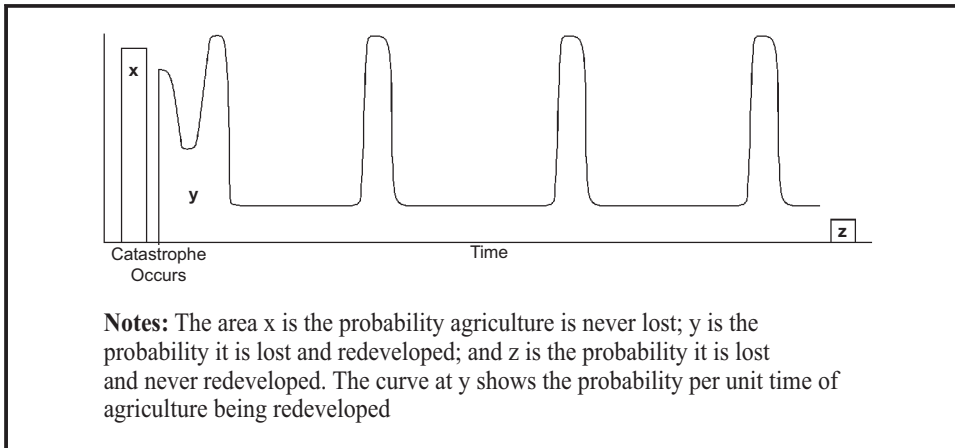 x
y
z
Catastrophe
Occurs
Time
Notes: The area x is the probability agriculture is never lost; y is the
probability it is lost and redeveloped; and z is the probability it is lost
and never redeveloped. The curve at y shows the probability per unit time of
agriculture being redeveloped